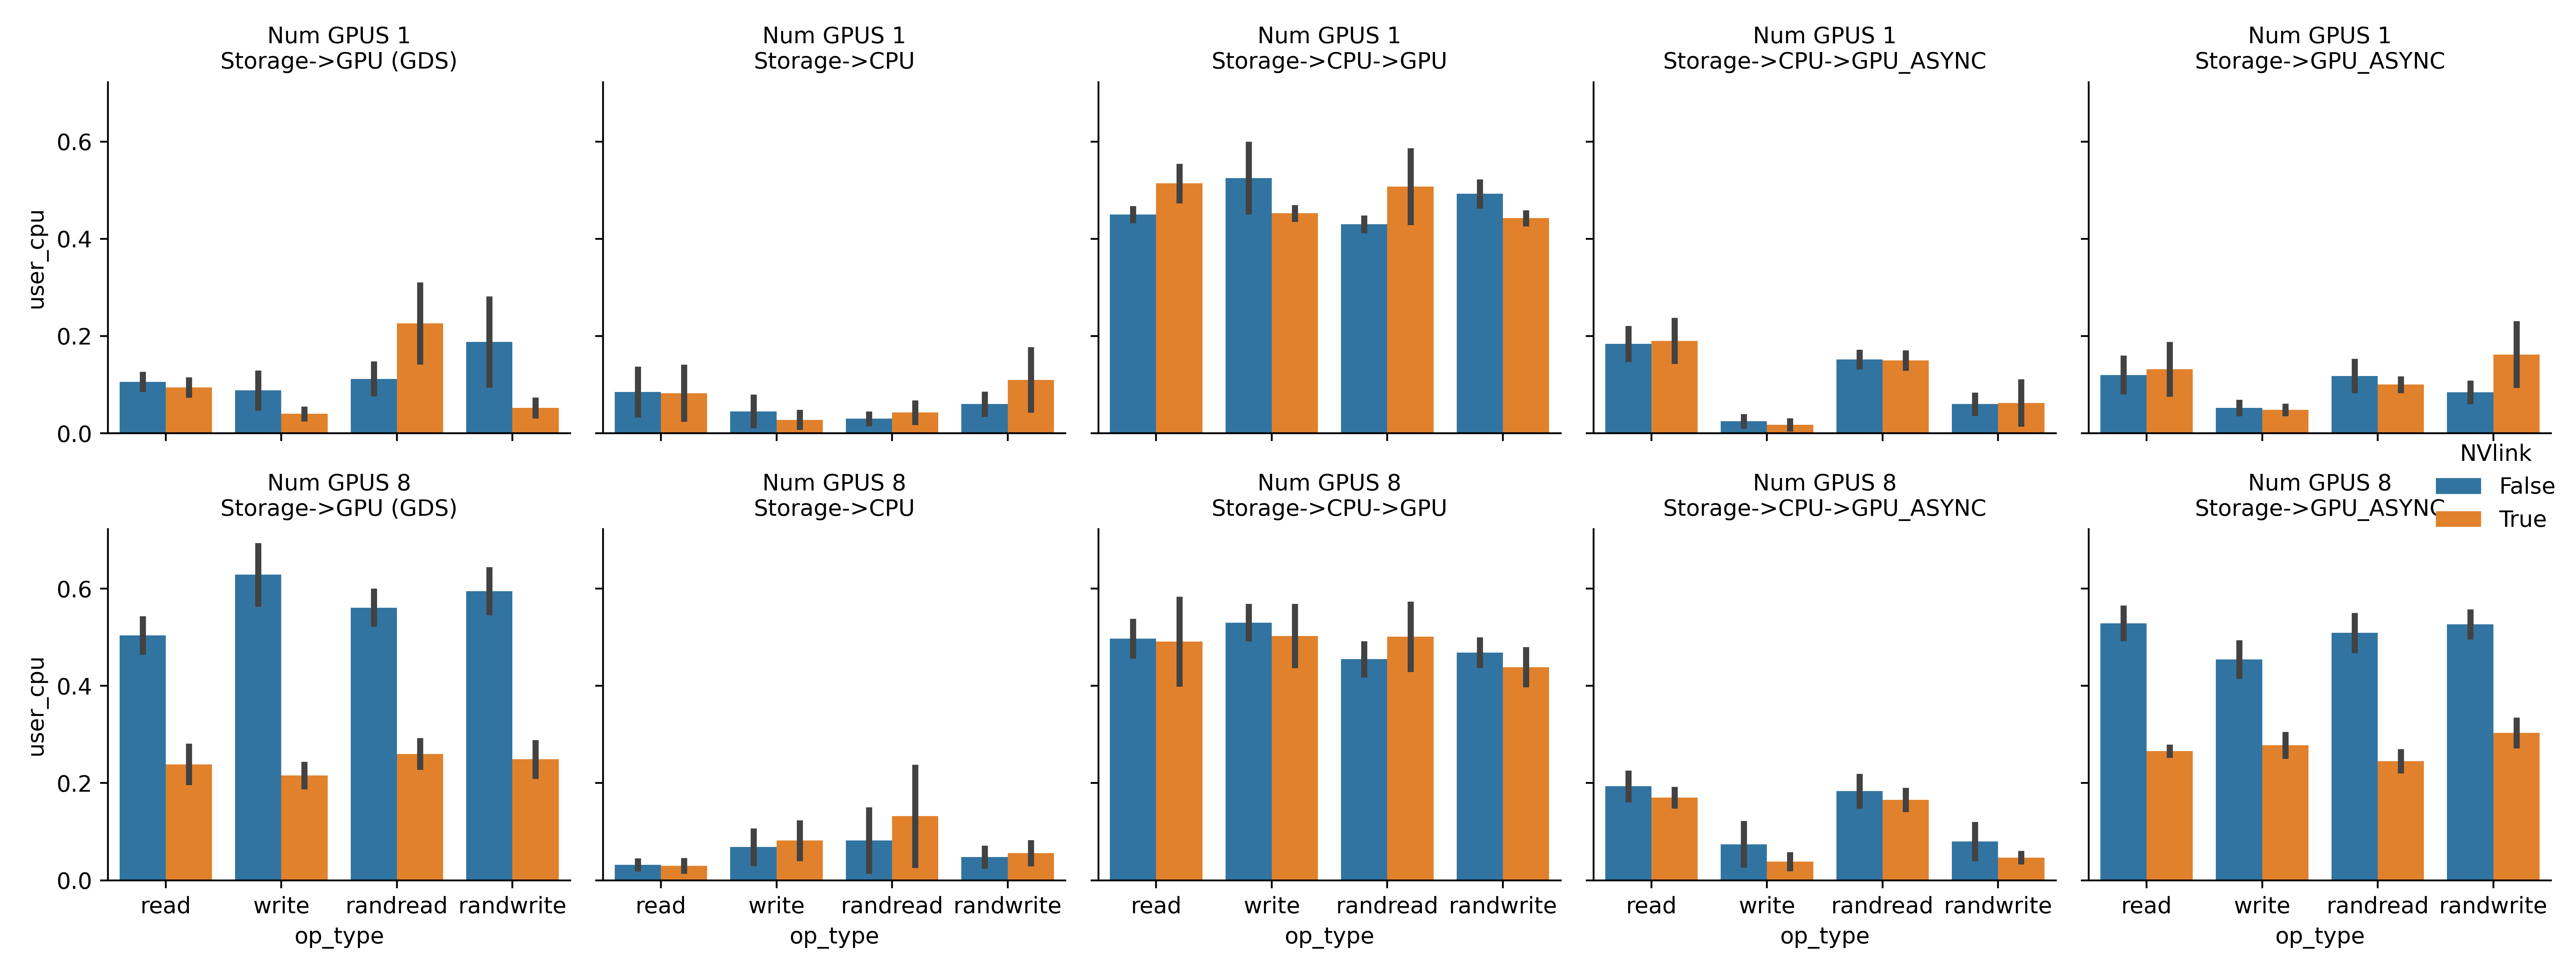 Num GPUS 1
Storage->GPU (GDS)
Num GPUS 1
Storage->CPU
Num GPUS 1
Storage->CPU->GPU
Num GPUS 1
Storage->CPU->GPU_ASYNC
Num GPUS 1
Storage->GPU_ASYNC
user_cpu
0.6
0.4
0.2
0.0
NVlink
False
True
Num GPUS 8
Storage->GPU (GDS)
Num GPUS 8
Storage->CPU
Num GPUS 8
Storage->CPU->GPU
Num GPUS 8
Storage->CPU->GPU_ASYNC
Num GPUS 8
Storage->GPU_ASYNC
user_cpu
0.6
0.4
0.2
0.0
read write randread randwrite
op_type
read write randread randwrite
op_type
read write randread randwrite
op_type
read write randread randwrite
op_type
read write randread randwrite
op_type